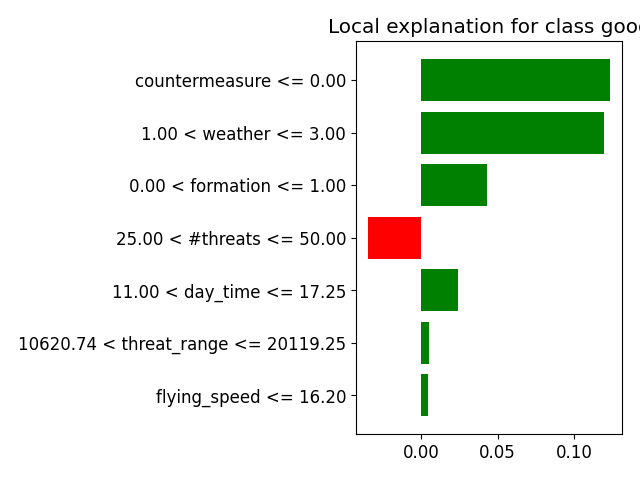 Local explanation for class good
countermeasure <= 0.00
1.00 < weather <= 3.00
0.00 < formation <= 1.00
25.00 < #threats <= 50.00
11.00 < day_time <= 17.25
10620.74 < threat_range <= 20119.25
flying_speed <= 16.20
0.00 0.05 0.10